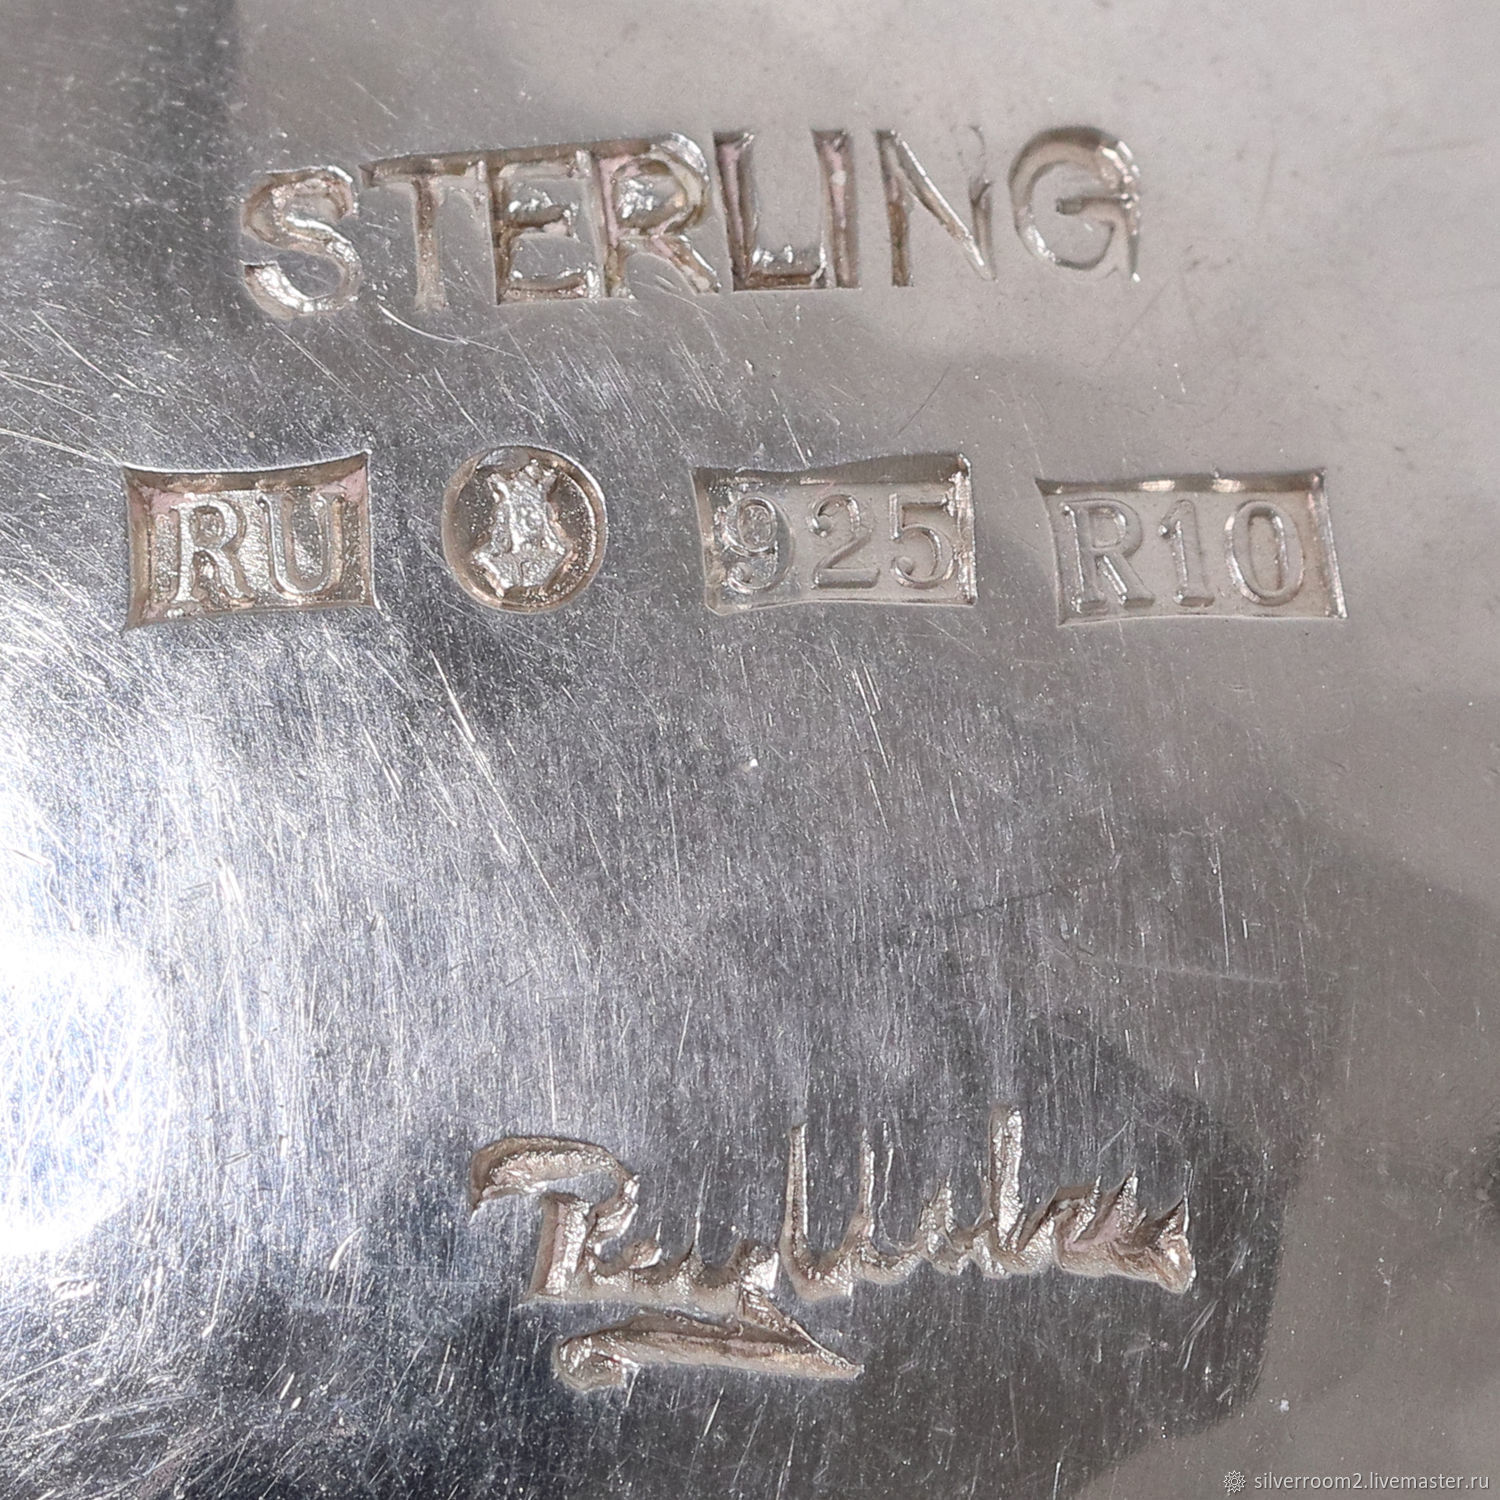 STERLING
RU 925 R10
silverroom2.livemaster.ru